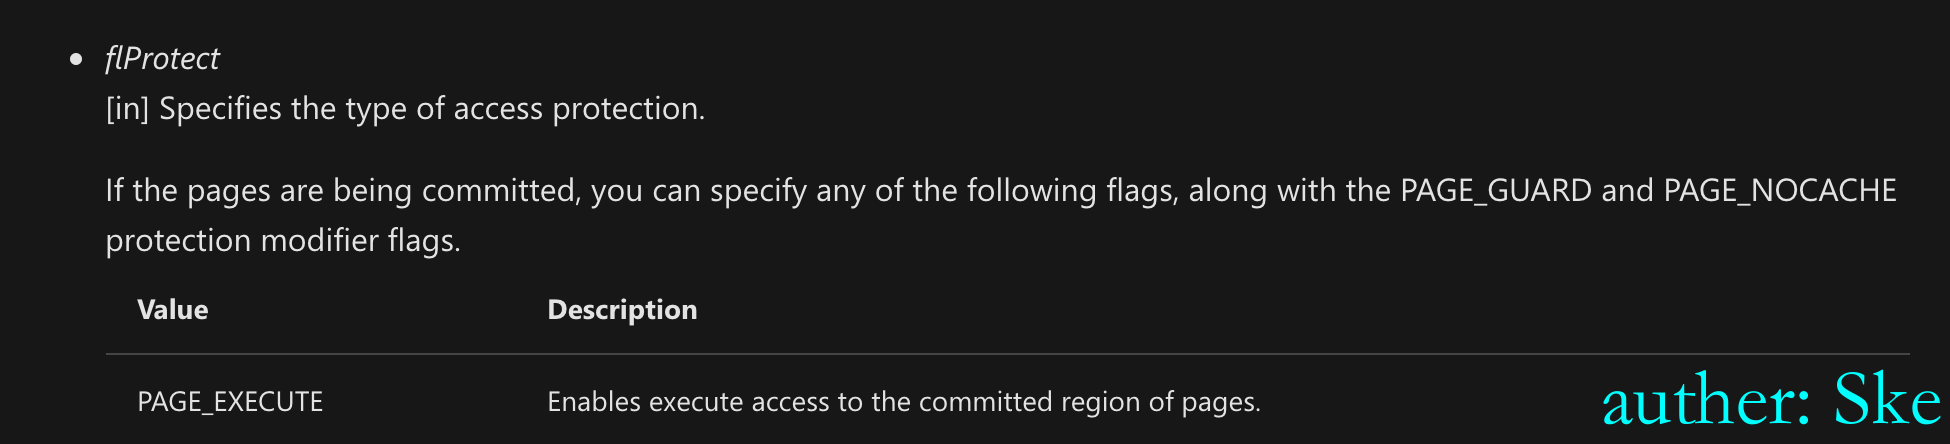 flProtect
[in] Specifies the type of access protection.
If the pages are being committed, you can specify any of the following flags, along with the PAGE_GUARD and PAGE_NOCACHE
protection modifier flags.
Value Description
PAGE_EXECUTE Enables execute access to the committed region of pages.
auther: Ske